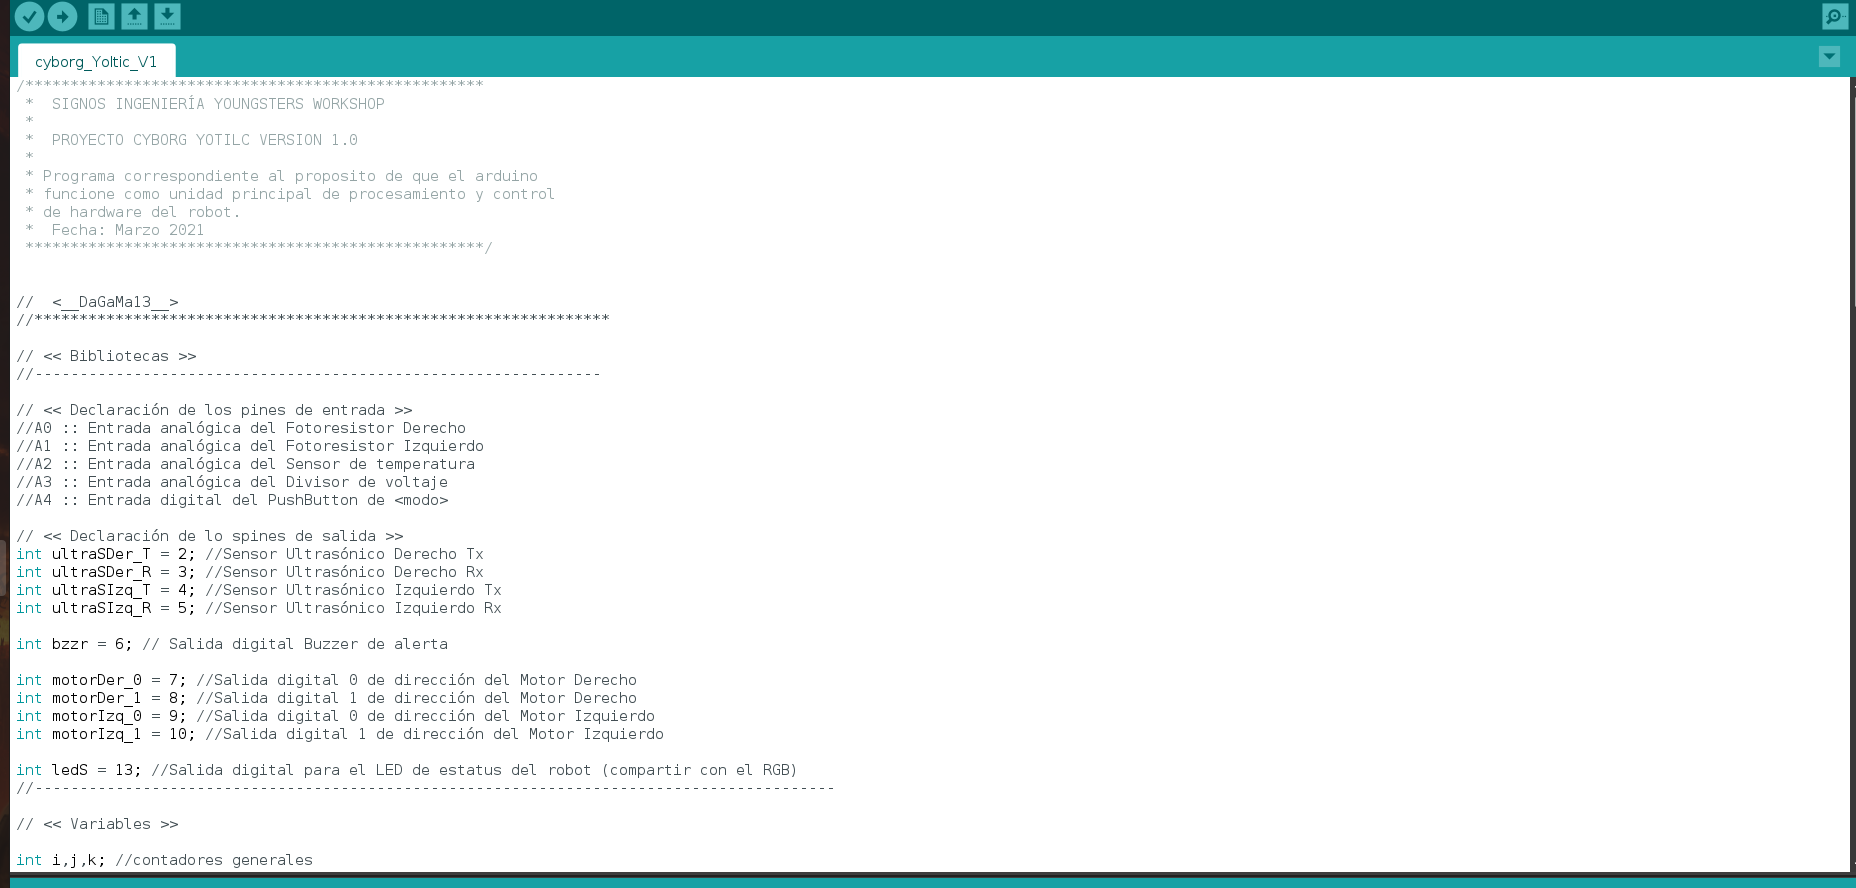 cyborg_Yoltic_V1
/***************************************************
*  SIGNOS INGENIERÍA YOUNGSTERS WORKSHOP
*
*  PROYECTO CYBORG YOTILC VERSION 1.0
*
* Programa correspondiente al proposito de que el arduino
* funcione como unidad principal de procesamiento y control
* de hardware del robot.
*  Fecha: Marzo 2021
***************************************************/
//  <__DaGaMa13__>
//****************************************************************
// << Bibliotecas >>
//---------------------------------------------------------------
// << Declaración de los pines de entrada >>
//A0 :: Entrada analógica del Fotoresistor Derecho
//A1 :: Entrada analógica del Fotoresistor Izquierdo
//A2 :: Entrada analógica del Sensor de temperatura
//A3 :: Entrada analógica del Divisor de voltaje
//A4 :: Entrada digital del PushButton de <modo>
// << Declaración de lo spines de salida >>
int ultraSDer_T = 2; //Sensor Ultrasónico Derecho Tx
int ultraSDer_R = 3; //Sensor Ultrasónico Derecho Rx
int ultraSIzq_T = 4; //Sensor Ultrasónico Izquierdo Tx
int ultraSIzq_R = 5; //Sensor Ultrasónico Izquierdo Rx
int bzzr = 6; // Salida digital Buzzer de alerta
int motorDer_0 = 7; //Salida digital 0 de dirección del Motor Derecho
int motorDer_1 = 8; //Salida digital 1 de dirección del Motor Derecho
int motorIzq_0 = 9; //Salida digital 0 de dirección del Motor Izquierdo
int motorIzq_1 = 10; //Salida digital 1 de dirección del Motor Izquierdo
int ledS = 13; //Salida digital para el LED de estatus del robot (compartir con el RGB)
//-----------------------------------------------------------------------------------------
// << Variables >>
int i,j,k; //contadores generales